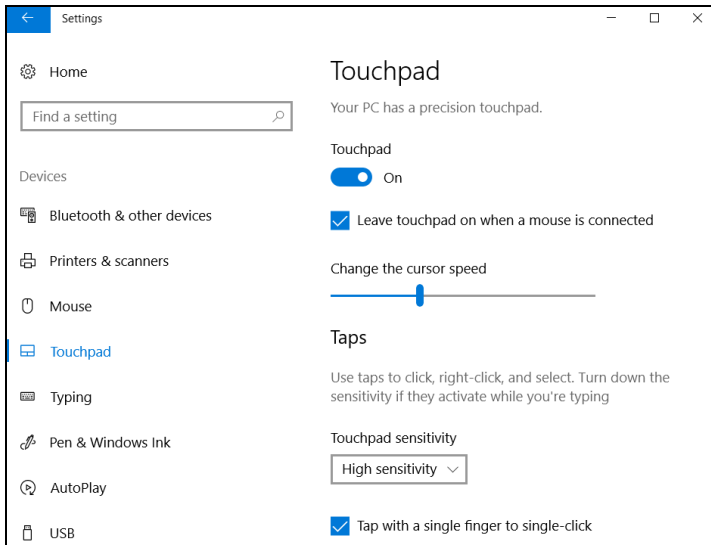 Settings
Home
Find a setting
Devices
Bluetooth & other devices
Printers & scanners
Mouse
Touchpad
Typing
Pen & Windows Ink
AutoPlay
USB
Touchpad
Your PC has a precision touchpad.
Touchpad
On
Leave touchpad on when a mouse is connected
Change the cursor speed
Taps
Use taps to click, right-click, and select. Turn down the
sensitivity if they activate while you're typing
Touchpad sensitivity
High sensitivity
Tap with a single finger to single-click